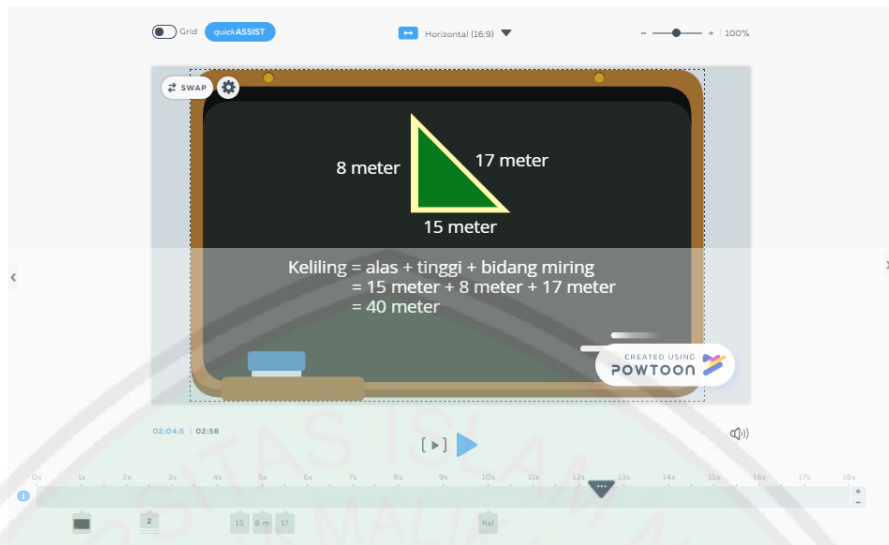 Grid
quickASSIST
Horizontal (16:9)
- + 100%
SWAP
8 meter
17 meter
15 meter
Keliling = alas + tinggi + bidang miring
= 15 meter + 8 meter + 17 meter
= 40 meter
CREATED USING
POWTOON
02:04:5 | 02:58
0s 1s 2s 3s 4s 5s 6s 7s 8s 9s 10s 11s 12s 13s 14s 15s 16s 17s 18s
2
15 8 m 17 Kel